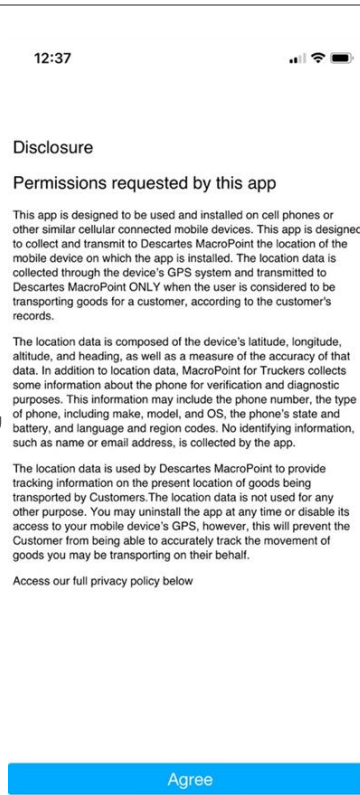 12:37
Disclosure
Permissions requested by this app
This app is designed to be used and installed on cell phones or
other similar cellular connected mobile devices. This app is designed
to collect and transmit to Descartes MacroPoint the location of the
mobile device on which the app is installed. The location data is
collected through the device's GPS system and transmitted to
Descartes MacroPoint ONLY when the user is considered to be
transporting goods for a customer, according to the customer's
records.
The location data is composed of the device's latitude, longitude,
altitude, and heading, as well as a measure of the accuracy of that
data. In addition to location data, MacroPoint for Truckers collects
some information about the phone for verification and diagnostic
purposes. This information may include the phone number, the type
of phone, including make, model, and OS, the phone's state and
battery, and language and region codes. No identifying information,
such as name or email address, is collected by the app.
The location data is used by Descartes MacroPoint to provide
tracking information on the present location of goods being
transported by Customers.The location data is not used for any
other purpose. You may uninstall the app at any time or disable its
access to your mobile device's GPS, however, this will prevent the
Customer from being able to accurately track the movement of
goods you may be transporting on their behalf.
Access our full privacy policy below
Agree